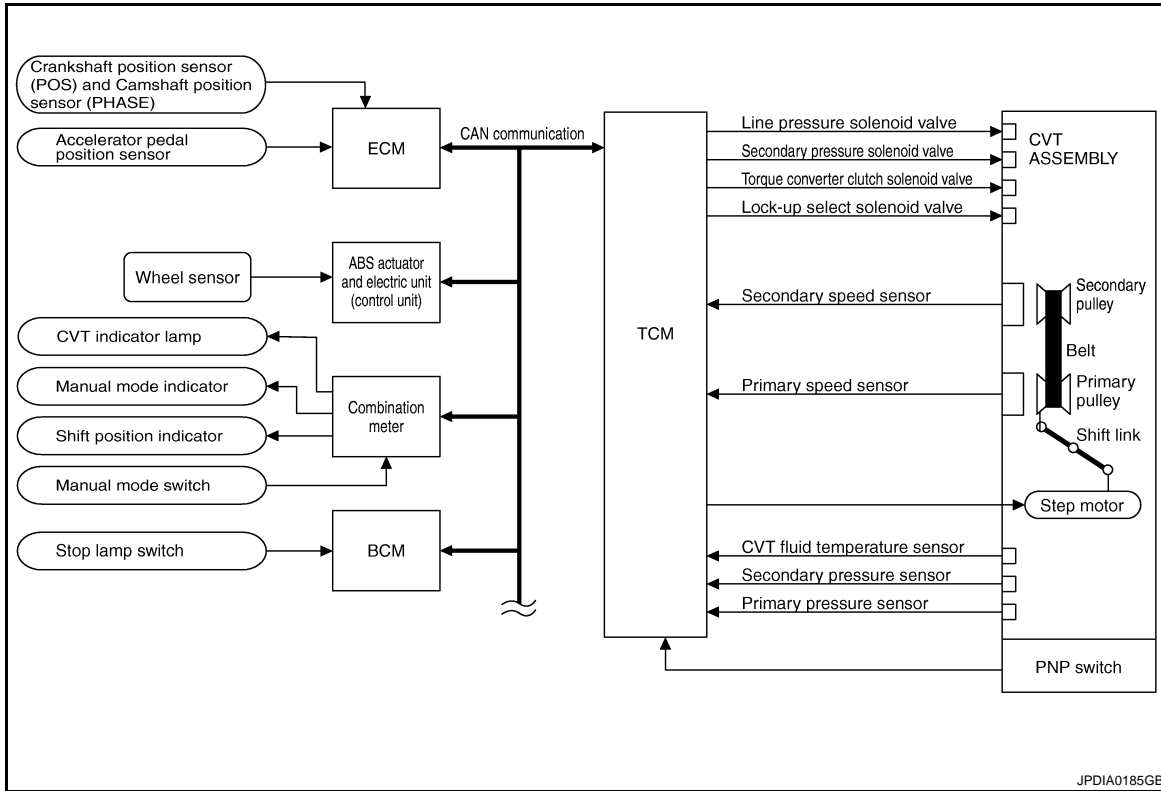 Crankshaft position sensor
(POS) and Camshaft position
sensor (PHASE)
Accelerator pedal
position sensor
ECM
CAN communication
Wheel sensor
ABS actuator
and electric unit
(control unit)
CVT indicator lamp
Manual mode indicator
Shift position indicator
Manual mode switch
Combination
meter
Stop lamp switch
BCM
TCM
Line pressure solenoid valve
Secondary pressure solenoid valve
Torque converter clutch solenoid valve
Lock-up select solenoid valve
Secondary speed sensor
Primary speed sensor
CVT fluid temperature sensor
Secondary pressure sensor
Primary pressure sensor
CVT
ASSEMBLY
Secondary
pulley
Belt
Primary
pulley
Shift link
Step motor
PNP switch
JPDIA0185GB